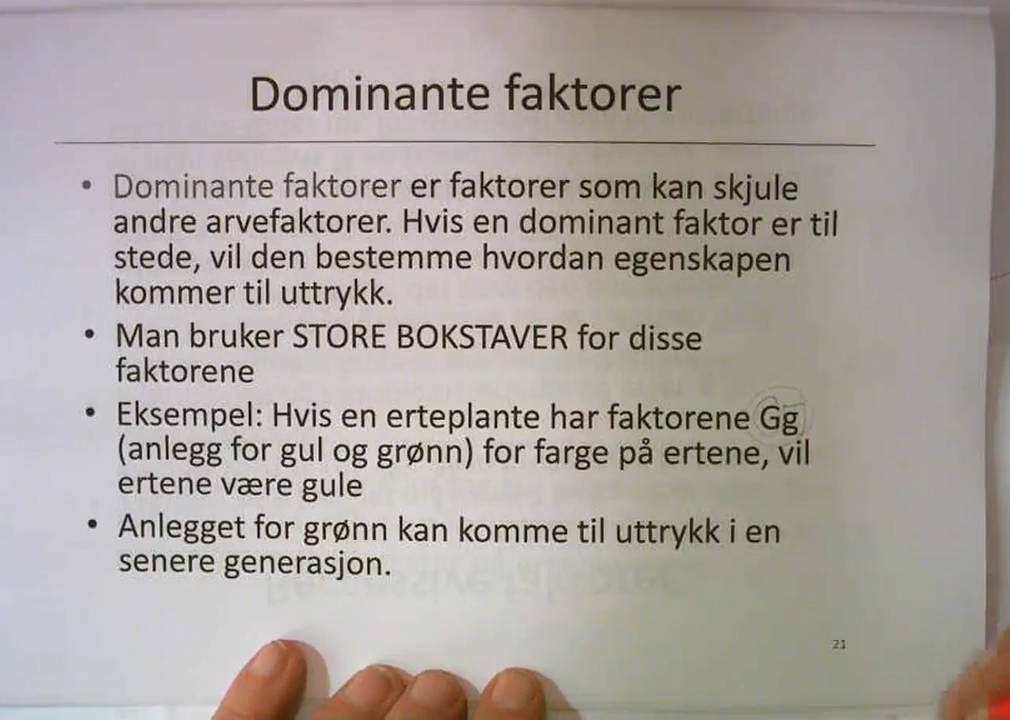 Dominante faktorer
• Dominante faktorer er faktorer som kan skjule
andre arvefaktorer. Hvis en dominant faktor er til
stede, vil den bestemme hvordan egenskapen
kommer til uttrykk.
• Man bruker STORE BOKSTAVER for disse
faktorene
• Eksempel: Hvis en erteplante har faktorene Gg
(anlegg for gul og grønn) for farge på ertene, vil
ertene være gule
• Anlegget for grønn kan komme til uttrykk i en
senere generasjon.
21